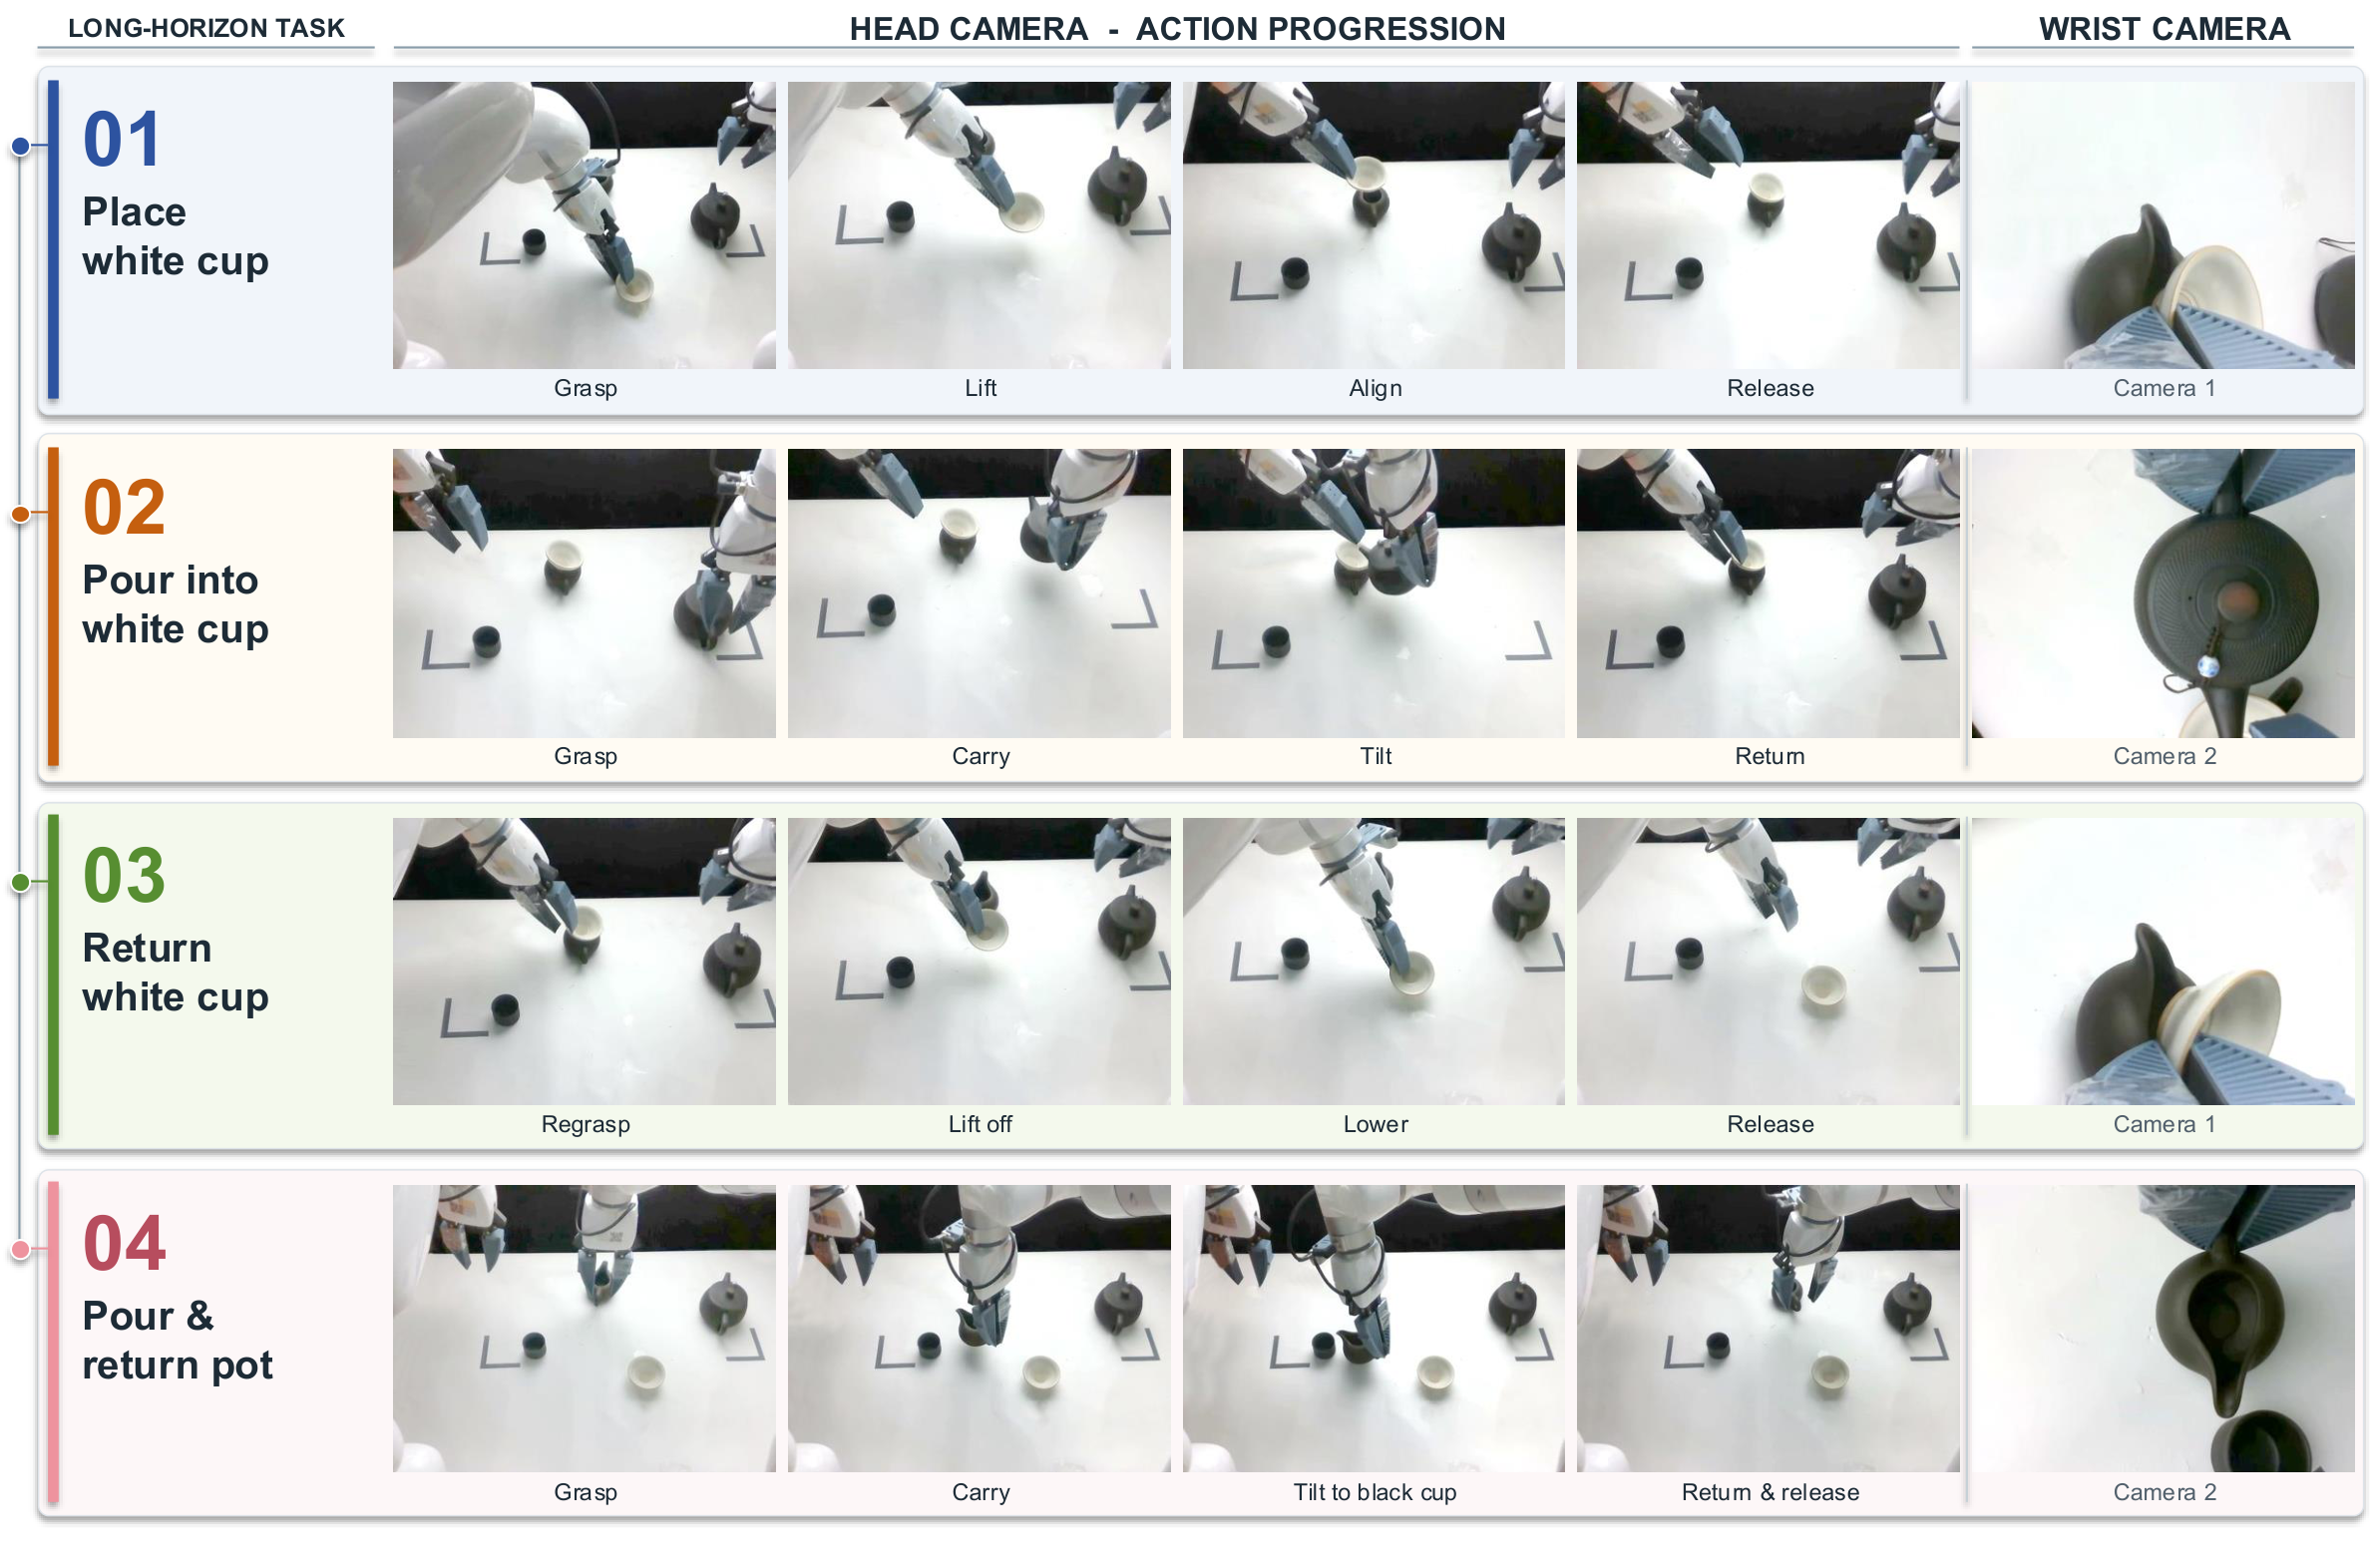 LONG-HORIZON TASK
HEAD CAMERA - ACTION PROGRESSION
WRIST CAMERA
01
Place
white cup
Grasp
Lift
Align
Release
Camera 1
02
Pour into
white cup
Grasp
Carry
Tilt
Return
Camera 2
03
Return
white cup
Regrasp
Lift off
Lower
Release
Camera 1
04
Pour &
return pot
Grasp
Carry
Tilt to black cup
Return & release
Camera 2